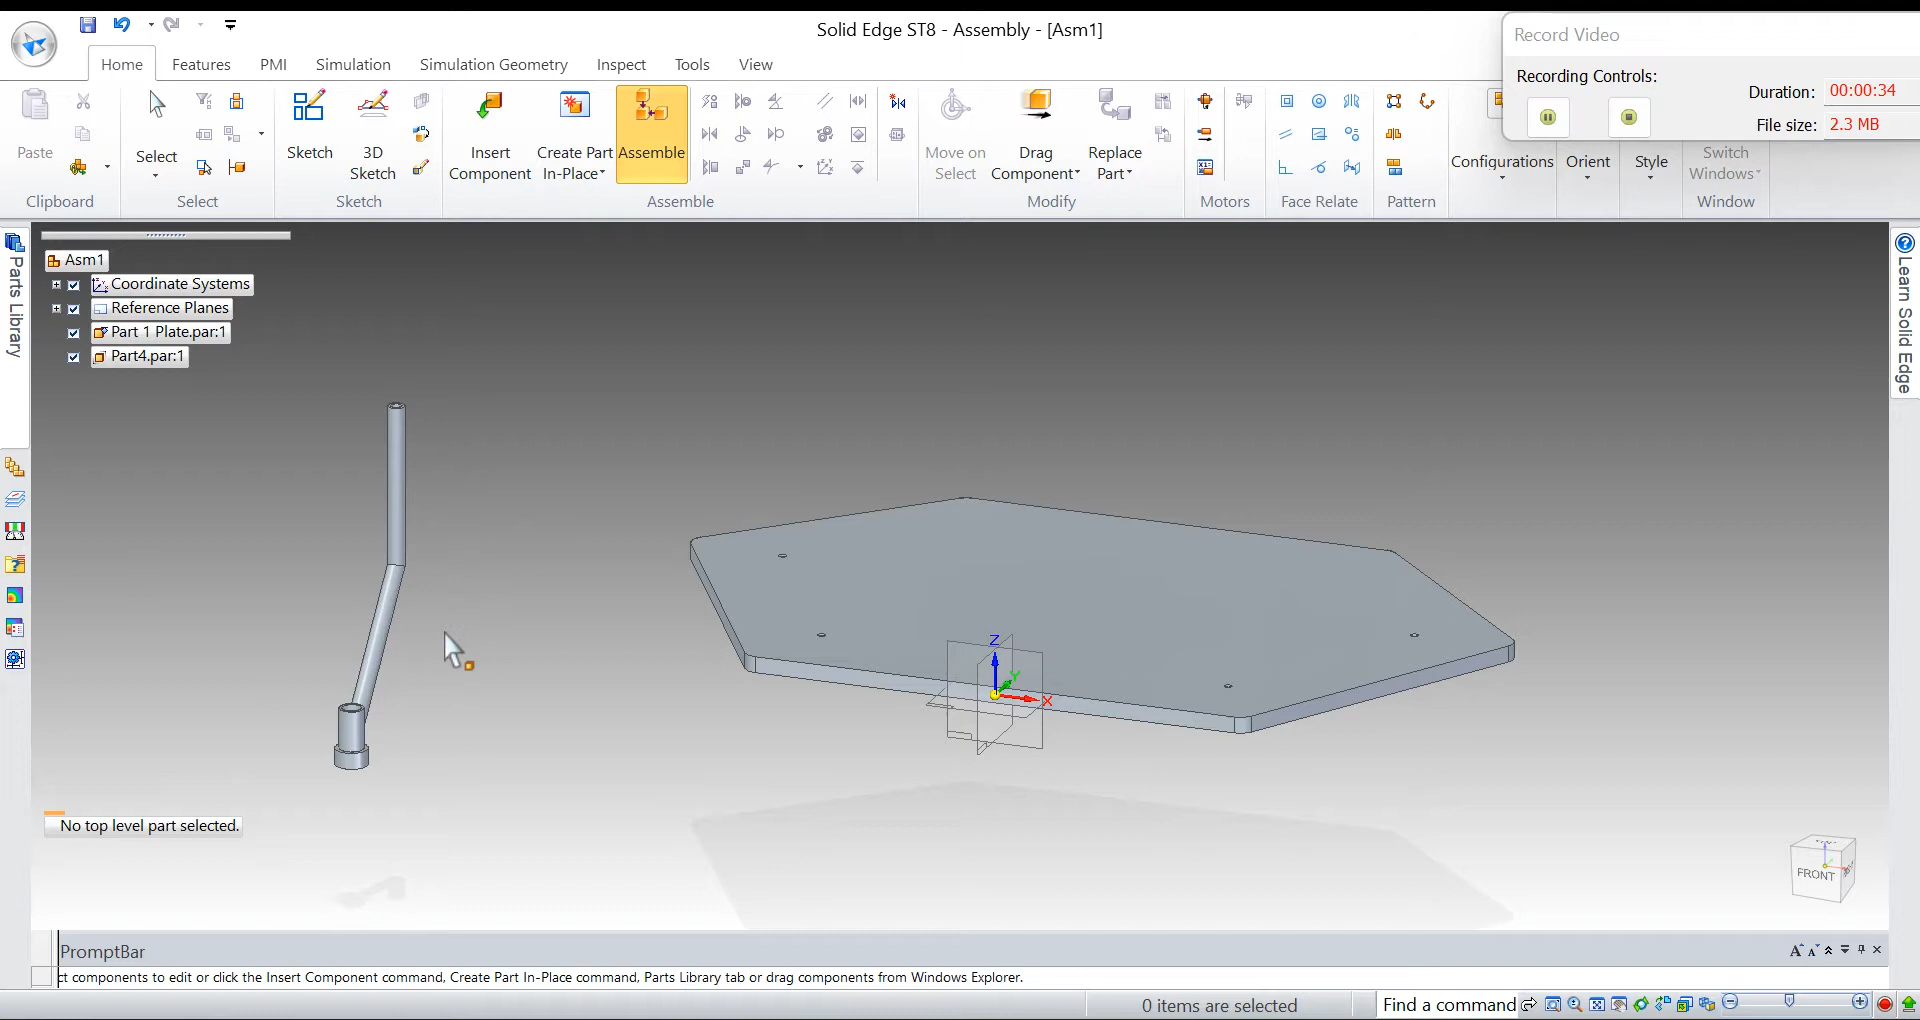 Solid Edge ST8 - Assembly - [Asm1]
Record Video
Recording Controls:
Duration: 00:00:34
File size: 2.3 MB
Home Features PMI Simulation Simulation Geometry Inspect Tools View
Paste
Select
Sketch
3D Sketch
Insert Component
Create Part In-Place
Assemble
Move on Select
Drag Component
Replace Part
Configurations
Orient
Style
Switch Windows
Clipboard Select Sketch Assemble Modify Motors Face Relate Pattern Window
Parts Library
Learn Solid Edge
Asm1
Coordinate Systems
Reference Planes
Part 1 Plate.par:1
Part4.par:1
Z
Y
X
No top level part selected.
FRONT
PromptBar
ct components to edit or click the Insert Component command, Create Part In-Place command, Parts Library tab or drag components from Windows Explorer.
0 items are selected
Find a command